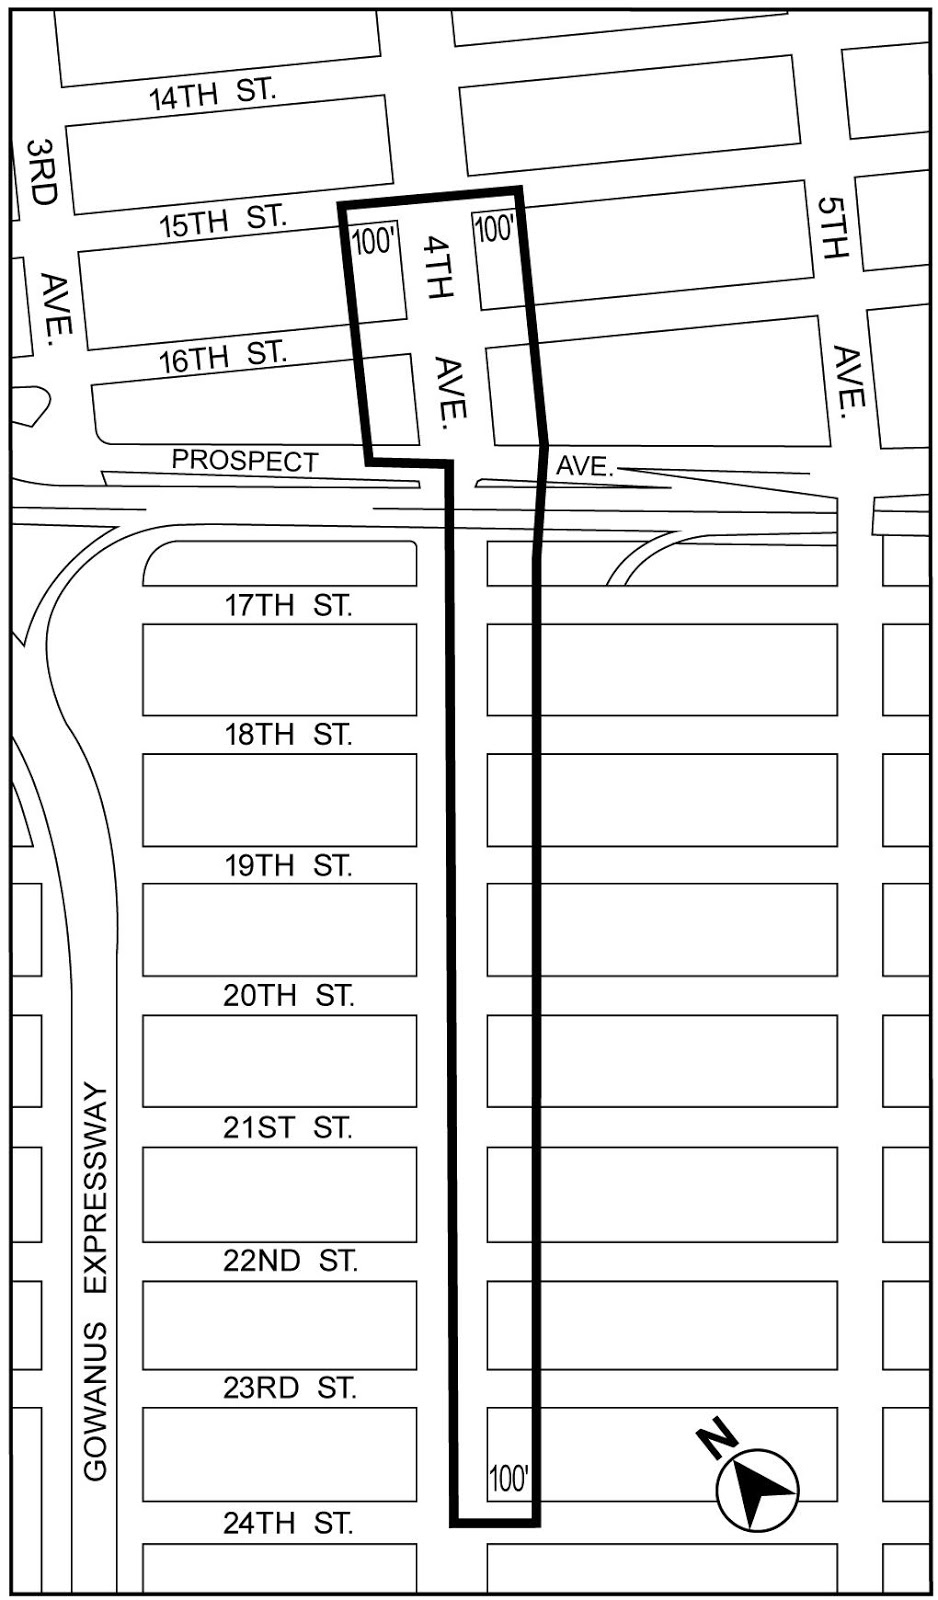 14TH ST.
3RD AVE.
15TH ST.
100'
100'
4TH AVE.
5TH AVE.
16TH ST.
PROSPECT AVE.
17TH ST.
18TH ST.
19TH ST.
20TH ST.
21ST ST.
GOWANUS EXPRESSWAY
22ND ST.
23RD ST.
N
100'
24TH ST.